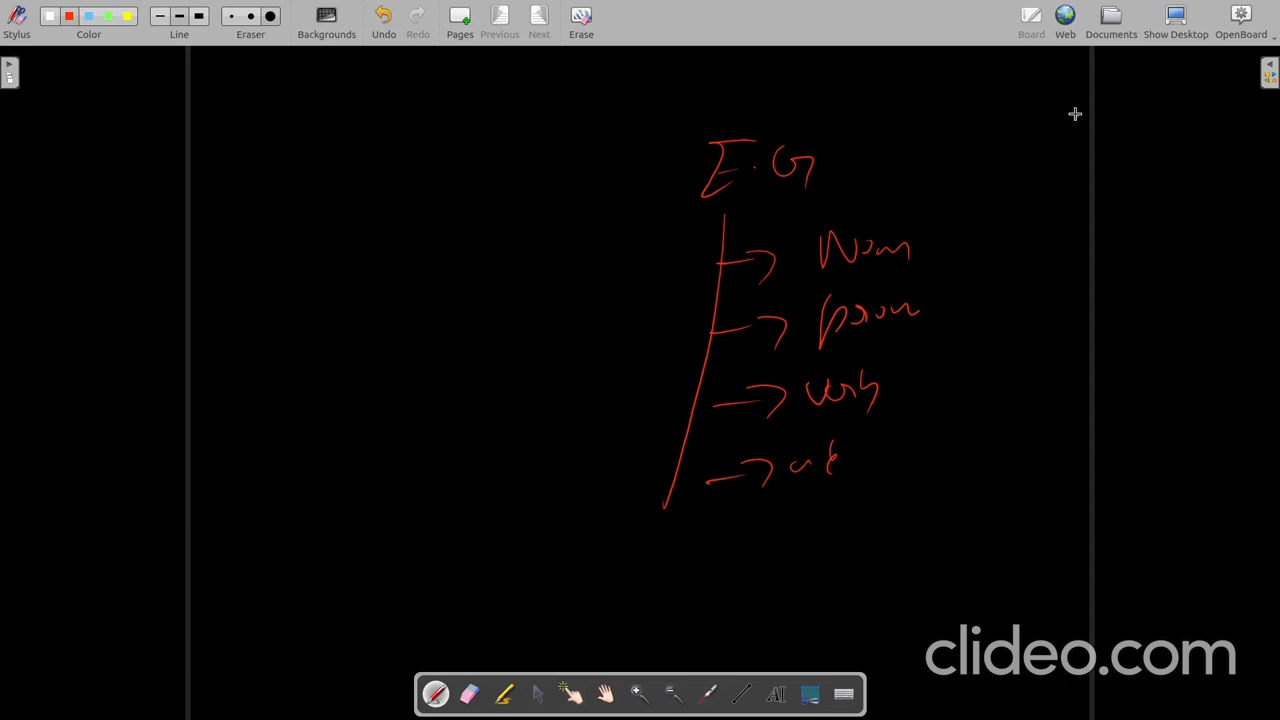 Stylus Color Line Eraser Backgrounds Undo Redo Pages Previous Next Erase Board Web Documents Show Desktop OpenBoard
E.G
→ Noun
→ 
→ verb
→
AI
clideo.com